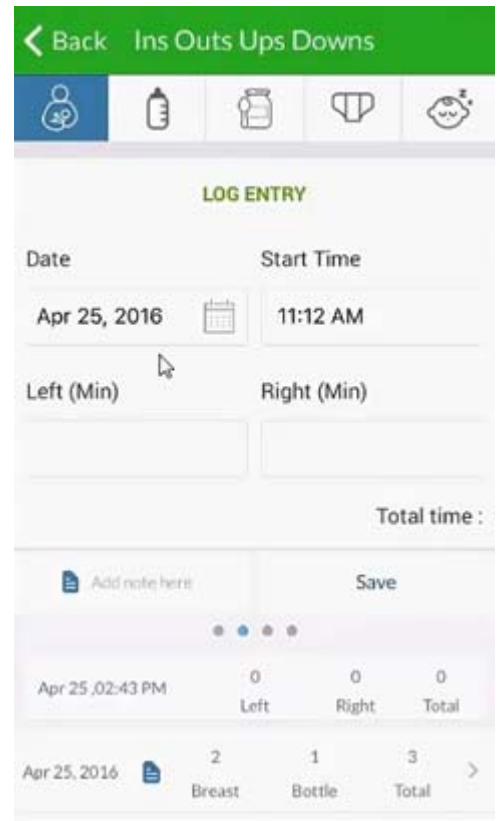 Back Ins Outs Ups Downs
LOG ENTRY
Date Start Time
Apr 25, 2016 11:12 AM
Left (Min) Right (Min)
Total time :
Add note here Save
Apr 25 ,02:43 PM 0 0 0
Left Right Total
Apr 25, 2016 2 1 3
Breast Bottle Total